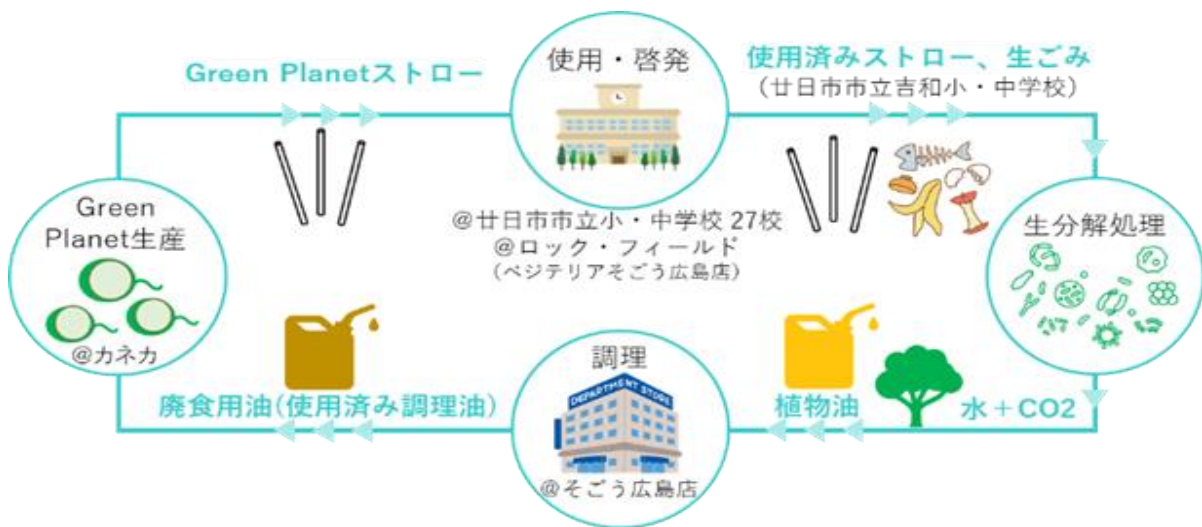 Green Planetストロー
使用・啓発
使用済みストロー、生ごみ
(廿日市市立吉和小・中学校)
Green
Planet生産
@カネカ
@廿日市市立小・中学校 27校
@ロック・フィールド
(ベジテリアそごう広島店)
生分解処理
廃食用油(使用済み調理油)
調理
DEPARTMENT STORE
@そごう広島店
植物油
水+CO2